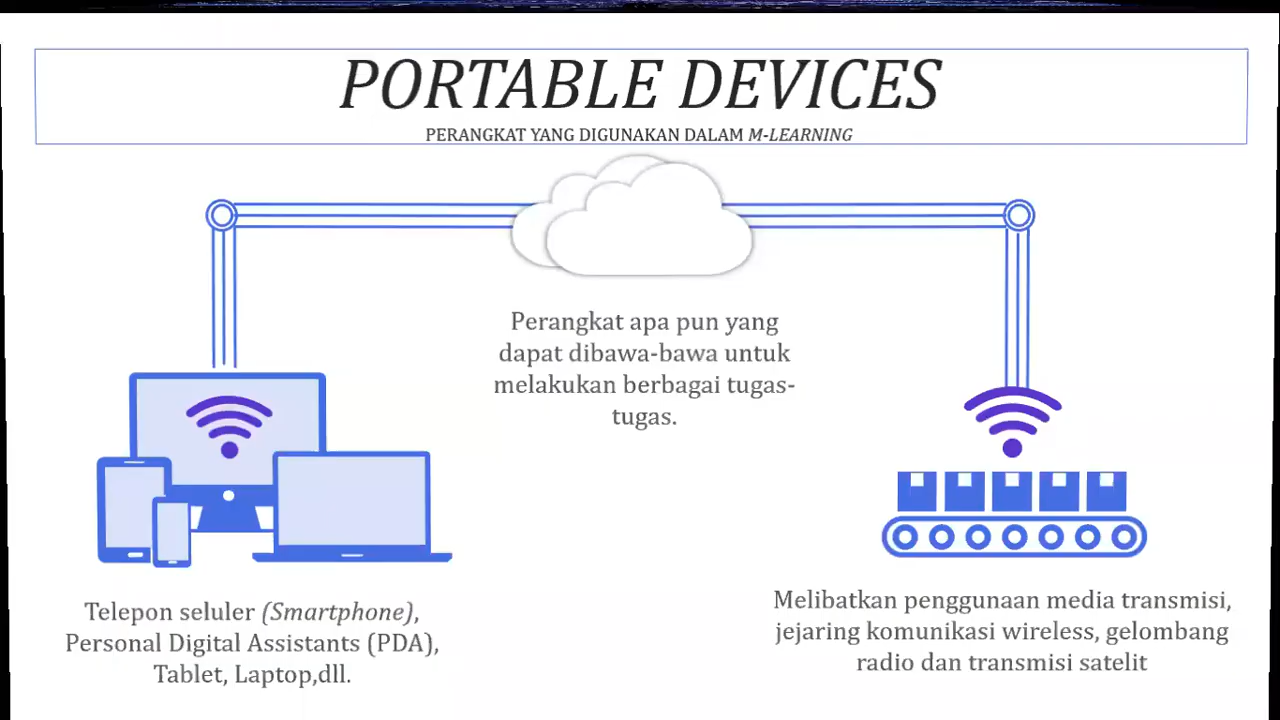 PORTABLE DEVICES
PERANGKAT YANG DIGUNAKAN DALAM M-LEARNING
Perangkat apa pun yang
dapat dibawa-bawa untuk
melakukan berbagai tugas-
tugas.
Telepon seluler (Smartphone),
Personal Digital Assistants (PDA),
Tablet, Laptop,dll.
Melibatkan penggunaan media transmisi,
jejaring komunikasi wireless, gelombang
radio dan transmisi satelit